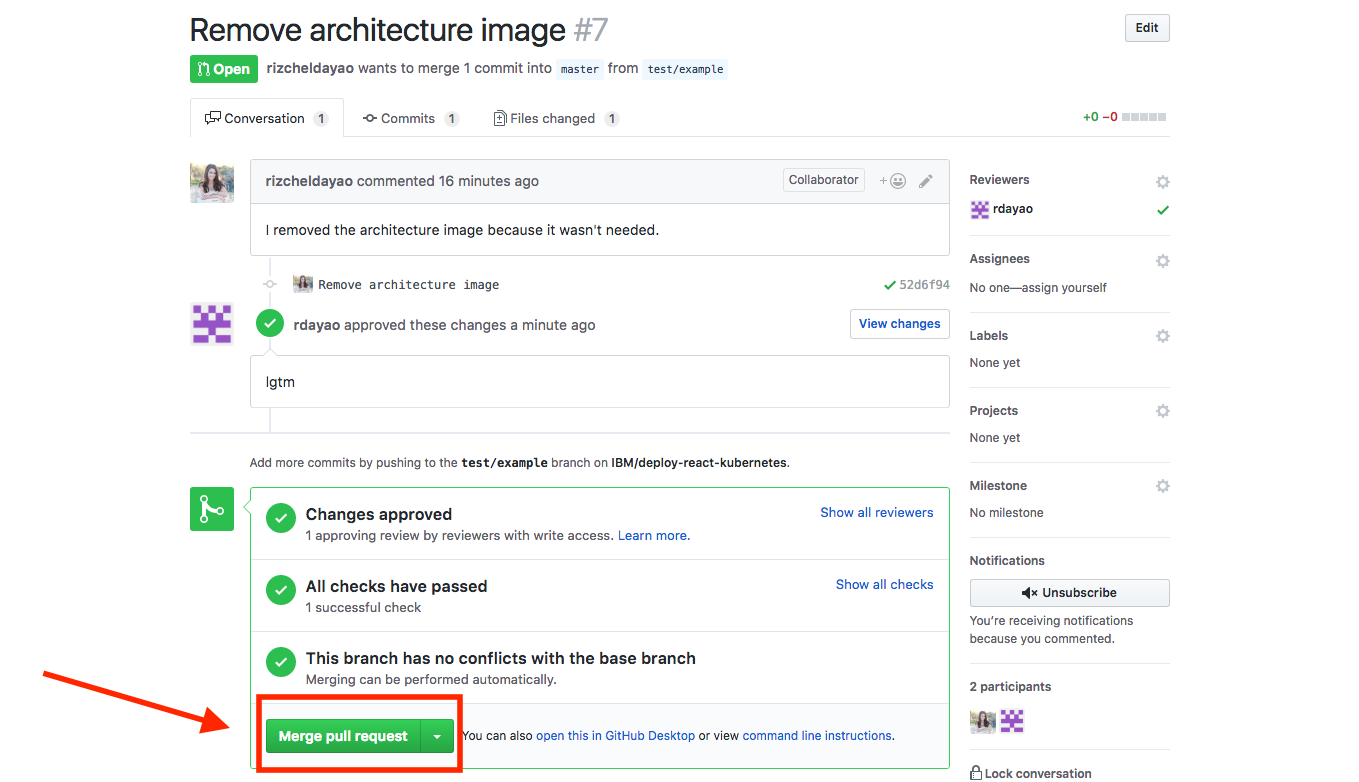 Remove architecture image #7
Edit
Open rizcheldayao wants to merge 1 commit into master from test/example
Conversation 1 Commits 1 Files changed 1 +0 −0
rizcheldayao commented 16 minutes ago Collaborator +
I removed the architecture image because it wasn't needed.
Remove architecture image 52d6f94
rdayao approved these changes a minute ago View changes
lgtm
Add more commits by pushing to the test/example branch on IBM/deploy-react-kubernetes.
Changes approved Show all reviewers
1 approving review by reviewers with write access. Learn more.
All checks have passed Show all checks
1 successful check
This branch has no conflicts with the base branch
Merging can be performed automatically.
Merge pull request You can also open this in GitHub Desktop or view command line instructions.
Reviewers
rdayao
Assignees
No one—assign yourself
Labels
None yet
Projects
None yet
Milestone
No milestone
Notifications
Unsubscribe
You're receiving notifications
because you commented.
2 participants
Lock conversation